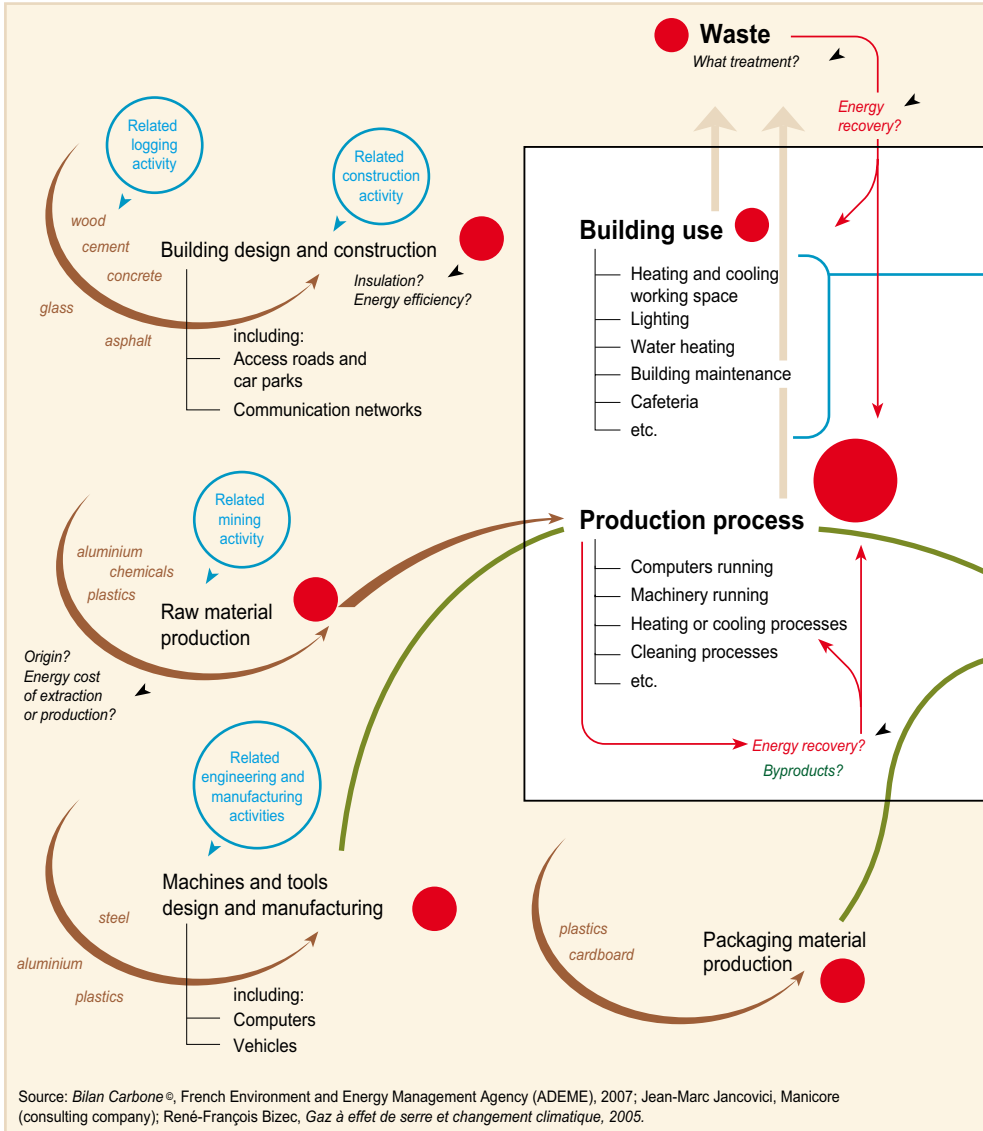 Waste
What treatment?
Energy
recovery?
Related
logging
activity
Related
construction
activity
wood
cement
concrete
glass
asphalt
Building design and construction
Insulation?
Energy efficiency?
including:
Access roads and
car parks
Communication networks
Building use
Heating and cooling
working space
Lighting
Water heating
Building maintenance
Cafeteria
etc.
Related
mining
activity
aluminium
chemicals
plastics
Raw material
production
Origin?
Energy cost
of extraction
or production?
Production process
Computers running
Machinery running
Heating or cooling processes
Cleaning processes
etc.
Energy recovery?
Byproducts?
Related
engineering and
manufacturing
activities
Machines and tools
design and manufacturing
steel
aluminium
plastics
including:
Computers
Vehicles
plastics
cardboard
Packaging material
production
Source: Bilan Carbone ©, French Environment and Energy Management Agency (ADEME), 2007; Jean-Marc Jancovici, Manicore
(consulting company); René-François Bizec, Gaz à effet de serre et changement climatique, 2005.